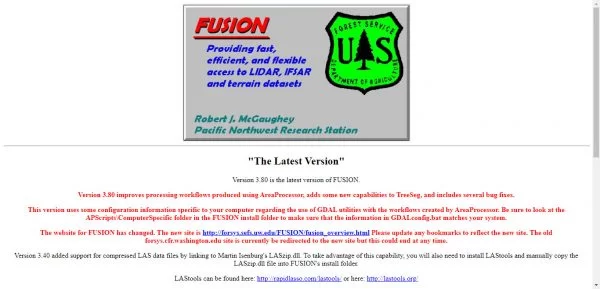 FUSION
Providing fast,
efficient, and flexible
access to LIDAR, IFSAR
and terrain datasets
FOREST SERVICE
US
DEPARTMENT OF AGRICULTURE
Robert J. McGaughey
Pacific Northwest Research Station
"The Latest Version"
Version 3.80 is the latest version of FUSION.
Version 3.80 improves processing workflows produced using AreaProcessor, adds some new capabilities to TreeSeg, and includes several bug fixes.
This version uses some configuration information specific to your computer regarding the use of GDAL utilities with the workflows created by AreaProcessor. Be sure to look at the
APScripts\ComputerSpecific folder in the FUSION install folder to make sure that the information in GDALconfig.bat matches your system.
The website for FUSION has changed. The new site is http://forsys.sefs.uw.edu/FUSION/fusion_overview.html Please update any bookmarks to reflect the new site. The old
forsys.cfr.washington.edu site is currently be redirected to the new site but this could end at any time.
Version 3.40 added support for compressed LAS data files by linking to Martin Isenburg's LASzip.dll. To take advantage of this capability, you will also need to install LAStools and manually copy the
LASzip.dll file into FUSION's install folder.
LAStools can be found here: http://rapidlasso.com/lastools/ or here: http://lastools.org/